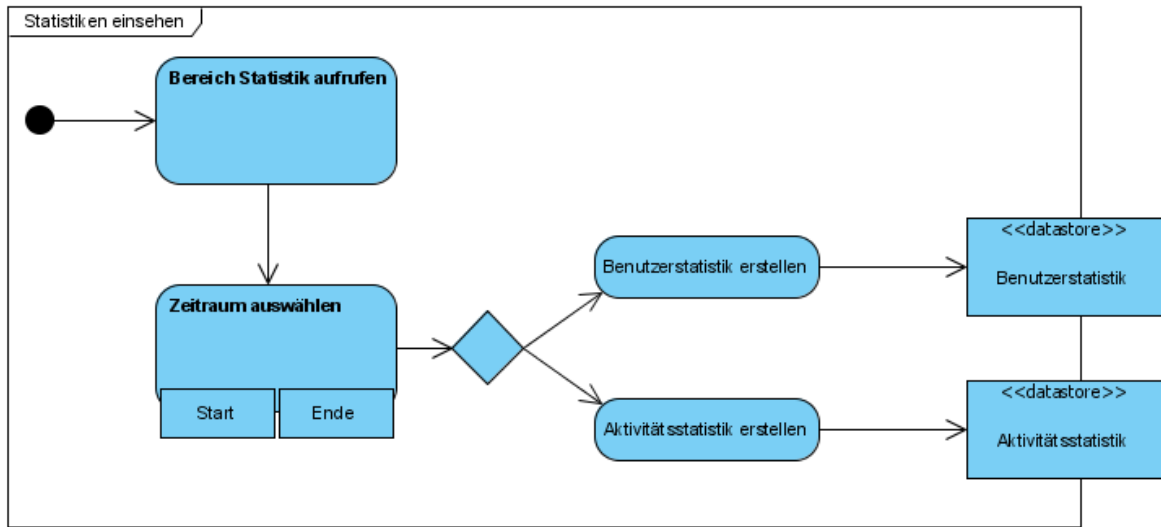 Statistiken einsehen
Bereich Statistik aufrufen
Zeitraum auswählen
Start
Ende
Benutzerstatistik erstellen
Aktivitätsstatistik erstellen
<<datastore>>
Benutzerstatistik
<<datastore>>
Aktivitätsstatistik